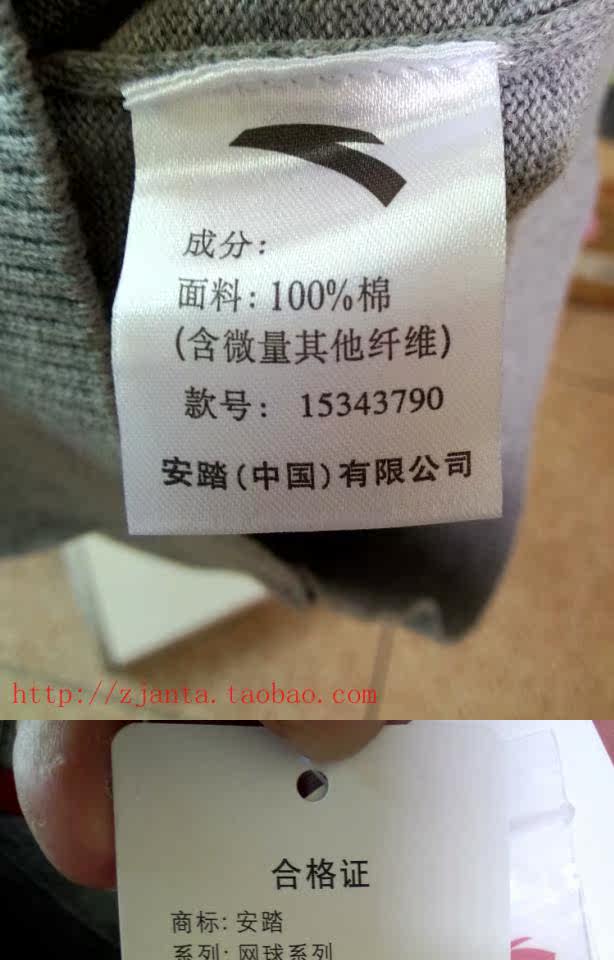 成分:
面料: 100%棉
(含微量其他纤维)
款号: 15343790
安踏(中国)有限公司
http://zjanta.taobao.com
合格证
商标: 安踏
系列: 网球系列